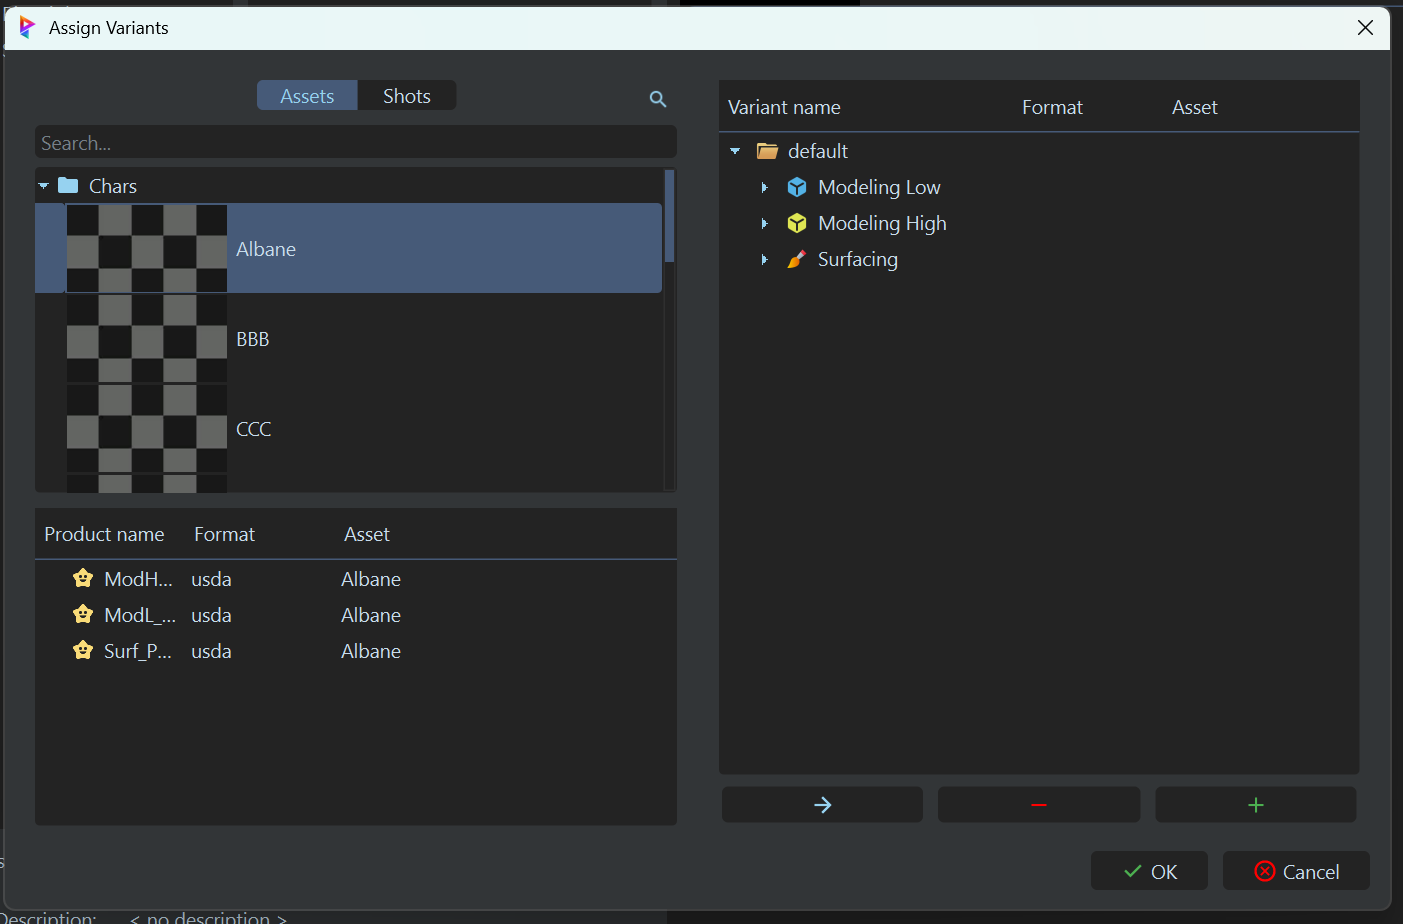 Assign Variants
Assets Shots
Search...
Chars
Albane
BBB
CCC
Product name Format Asset
ModH... usda Albane
ModL_... usda Albane
Surf_P... usda Albane
Variant name Format Asset
default
Modeling Low
Modeling High
Surfacing
OK Cancel
Description: < no description >